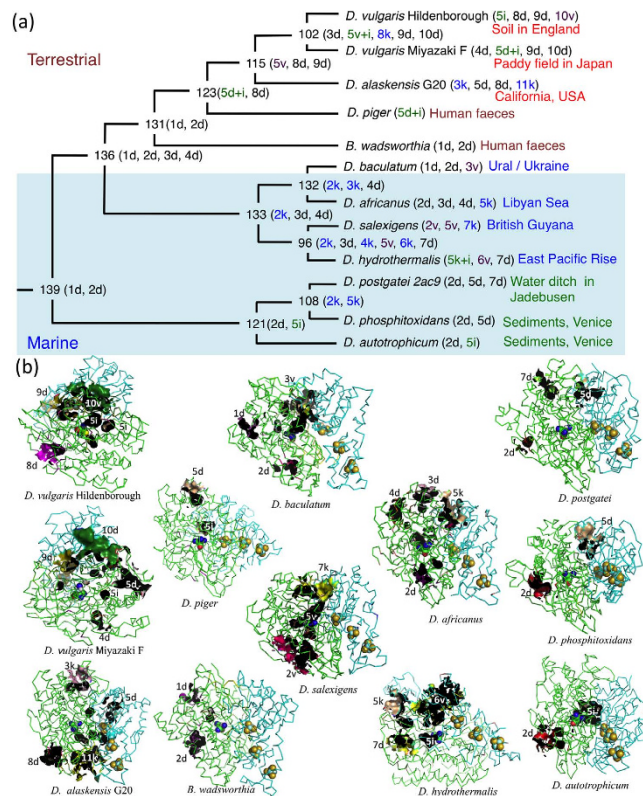 (a)
D. vulgaris Hildenborough (5i, 8d, 9d, 10v)
Soil in England
102 (3d, 5v+i, 8k, 9d, 10d)
D. vulgaris Miyazaki F (4d, 5d+i, 9d, 10d)
Paddy field in Japan
Terrestrial
115 (5v, 8d, 9d)
D. alaskensis G20 (3k, 5d, 8d, 11k)
California, USA
123(5d+i, 8d)
D. piger (5d+i) Human faeces
131 (1d, 2d)
B. wadsworthia (1d, 2d) Human faeces
136 (1d, 2d, 3d, 4d)
D. baculatum (1d, 2d, 3v) Ural / Ukraine
132 (2k, 3k, 4d)
D. africanus (2d, 3d, 4d, 5k) Libyan Sea
133 (2k, 3d, 4d)
D. salexigens (2v, 5v, 7k) British Guyana
96 (2k, 3d, 4k, 5v, 6k, 7d)
D. hydrothermalis (5k+i, 6v, 7d) East Pacific Rise
139 (1d, 2d)
D. postgatei 2ac9 (2d, 5d, 7d) Water ditch in
Jadebusen
108 (2k, 5k)
D. phosphitoxidans (2d, 5d) Sediments, Venice
121(2d, 5i)
D. autotrophicum (2d, 5i) Sediments, Venice
Marine
(b)
9d 10v 5i 5i 8d
D. vulgaris Hildenborough
3v 1d 2d
D. baculatum
7d 5d 2d
D. postgatei
10d 9d 5d 5i 4d
D. vulgaris Miyazaki F
5d 5i
D. piger
7k 5v 2v
D. salexigens
3d 4d 5k 2d
D. africanus
5d 2d
D. phosphitoxidans
3k 5d 8d 11k
D. alaskensis G20
1d 2d
B. wadsworthia
5k 6v 7d 5i
D. hydrothermalis
5i 2d
D. autotrophicum